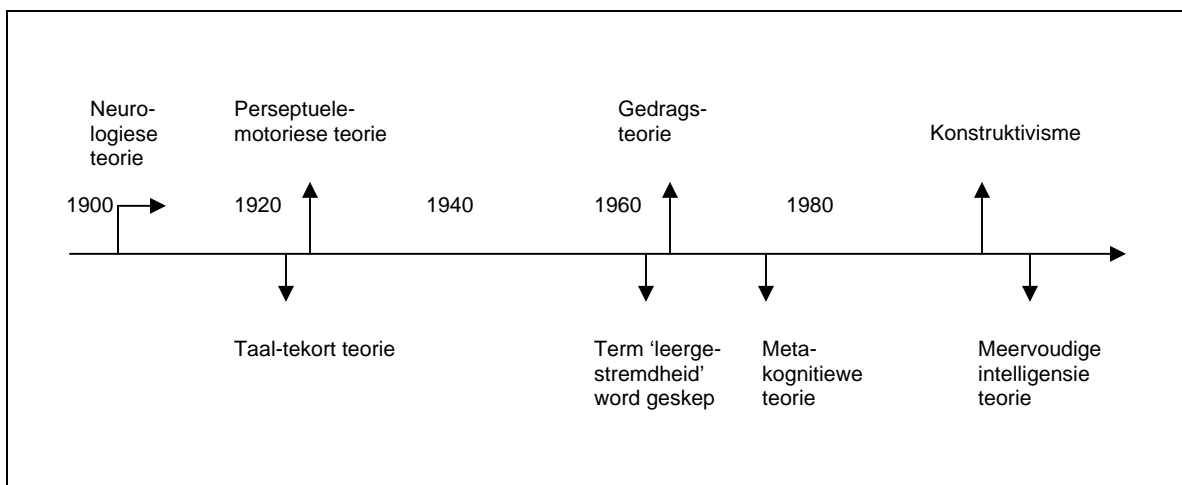 Neuro-
logiese
teorie
Perseptuele-
motoriese teorie
Gedrags-
teorie
Konstruktivisme
1900
1920
1940
1960
1980
Taal-tekort teorie
Term ‘leerge-
stremdheid’
word geskep
Meta-
kognitiewe
teorie
Meervoudige
intelligensie
teorie